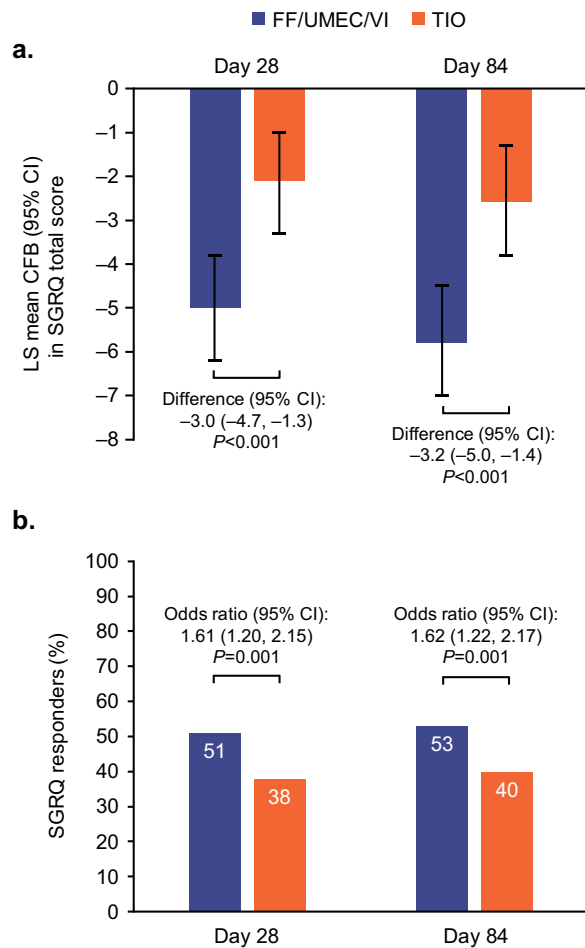 FF/UMEC/VI TIO
a.
Day 28 Day 84
LS mean CFB (95% CI)
in SGRQ total score
0
–1
–2
–3
–4
–5
–6
–7
–8
Difference (95% CI):
–3.0 (–4.7, –1.3)
P<0.001
Difference (95% CI):
–3.2 (–5.0, –1.4)
P<0.001
b.
SGRQ responders (%)
100
90
80
70
60
50
40
30
20
10
0
Odds ratio (95% CI):
1.61 (1.20, 2.15)
P=0.001
Odds ratio (95% CI):
1.62 (1.22, 2.17)
P=0.001
51
38
53
40
Day 28 Day 84